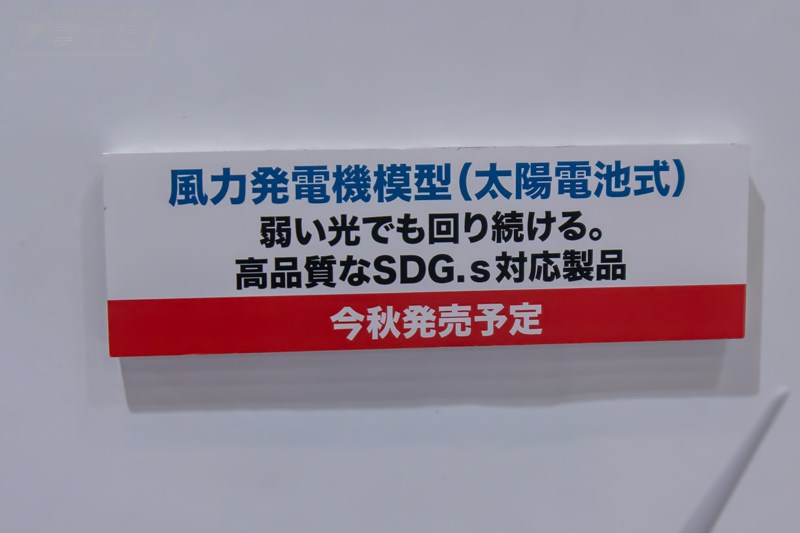 風力発電機模型(太陽電池式)
弱い光でも回り続ける。
高品質なSDG.s対応製品
今秋発売予定